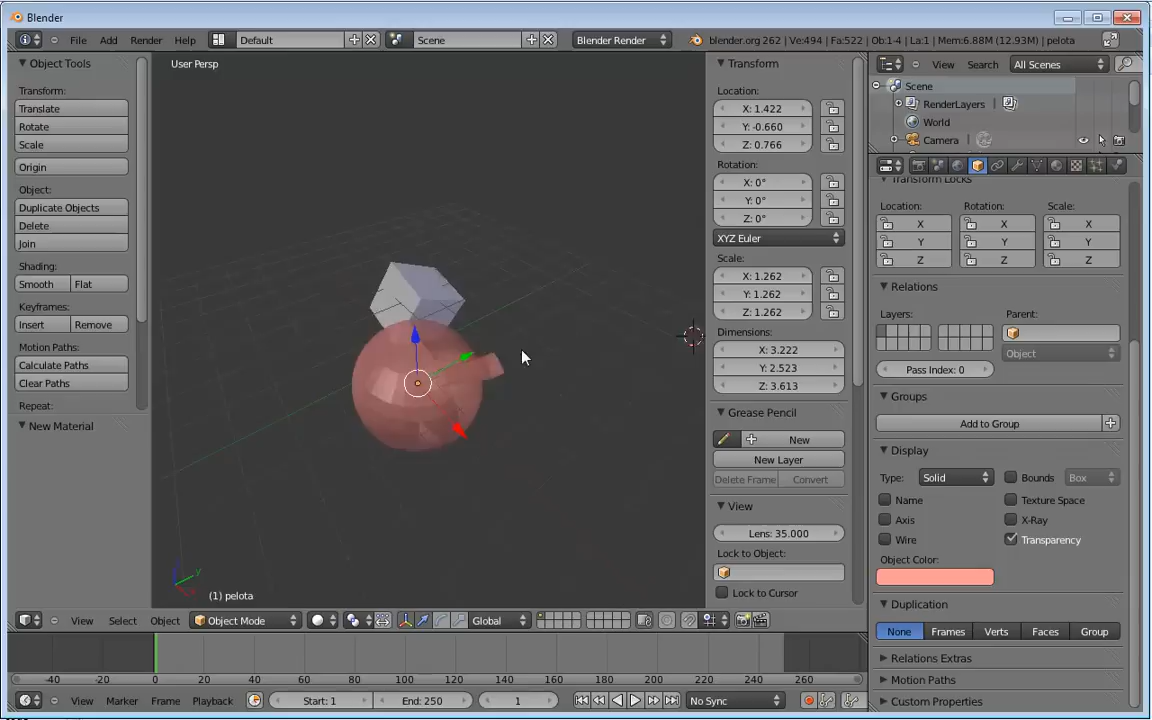 Blender
File Add Render Help Default Scene Blender Render blender.org 262 | Ve:494 | Fa:522 | Ob:1-4 | La:1 | Mem:6.88M (12.93M) | pelota
Object Tools
Transform:
Translate
Rotate
Scale
Origin
Object:
Duplicate Objects
Delete
Join
Shading:
Smooth Flat
Keyframes:
Insert Remove
Motion Paths:
Calculate Paths
Clear Paths
Repeat:
New Material
User Persp
(1) pelota
Transform
Location:
X: 1.422
Y: -0.660
Z: 0.766
Rotation:
X: 0°
Y: 0°
Z: 0°
XYZ Euler
Scale:
X: 1.262
Y: 1.262
Z: 1.262
Dimensions:
X: 3.222
Y: 2.523
Z: 3.613
Grease Pencil
New
New Layer
Delete Frame Convert
View
Lens: 35.000
Lock to Object:
Lock to Cursor
View Search All Scenes
Scene
RenderLayers
World
Camera
Transform Locks
Location: Rotation: Scale:
X X X
Y Y Y
Z Z Z
Relations
Layers: Parent:
Object
Pass Index: 0
Groups
Add to Group
Display
Type: Solid Bounds Box
Name Texture Space
Axis X-Ray
Wire Transparency
Object Color:
Duplication
None Frames Verts Faces Group
Relations Extras
Motion Paths
Custom Properties
View Select Object Object Mode Global
-40 -20 0 20 40 60 80 100 120 140 160 180 200 220 240 260
View Marker Frame Playback Start: 1 End: 250 1 No Sync